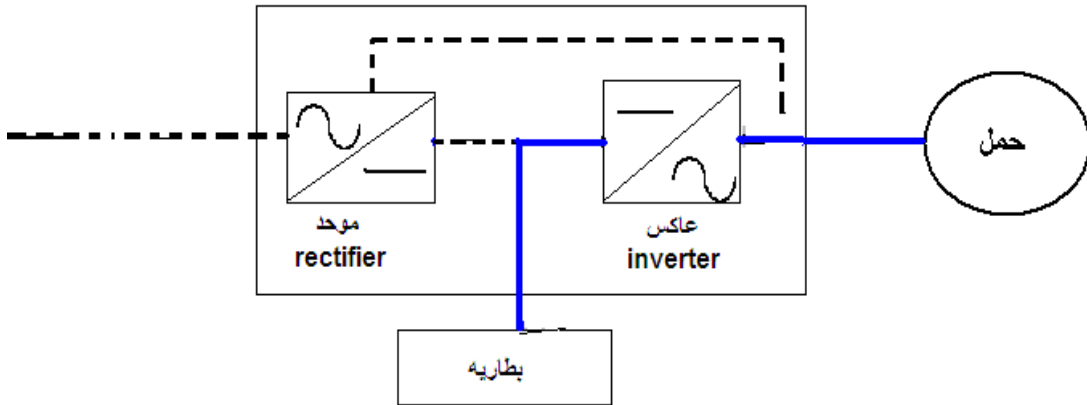 حمل
موحد
rectifier
عاكس
inverter
بطاريه